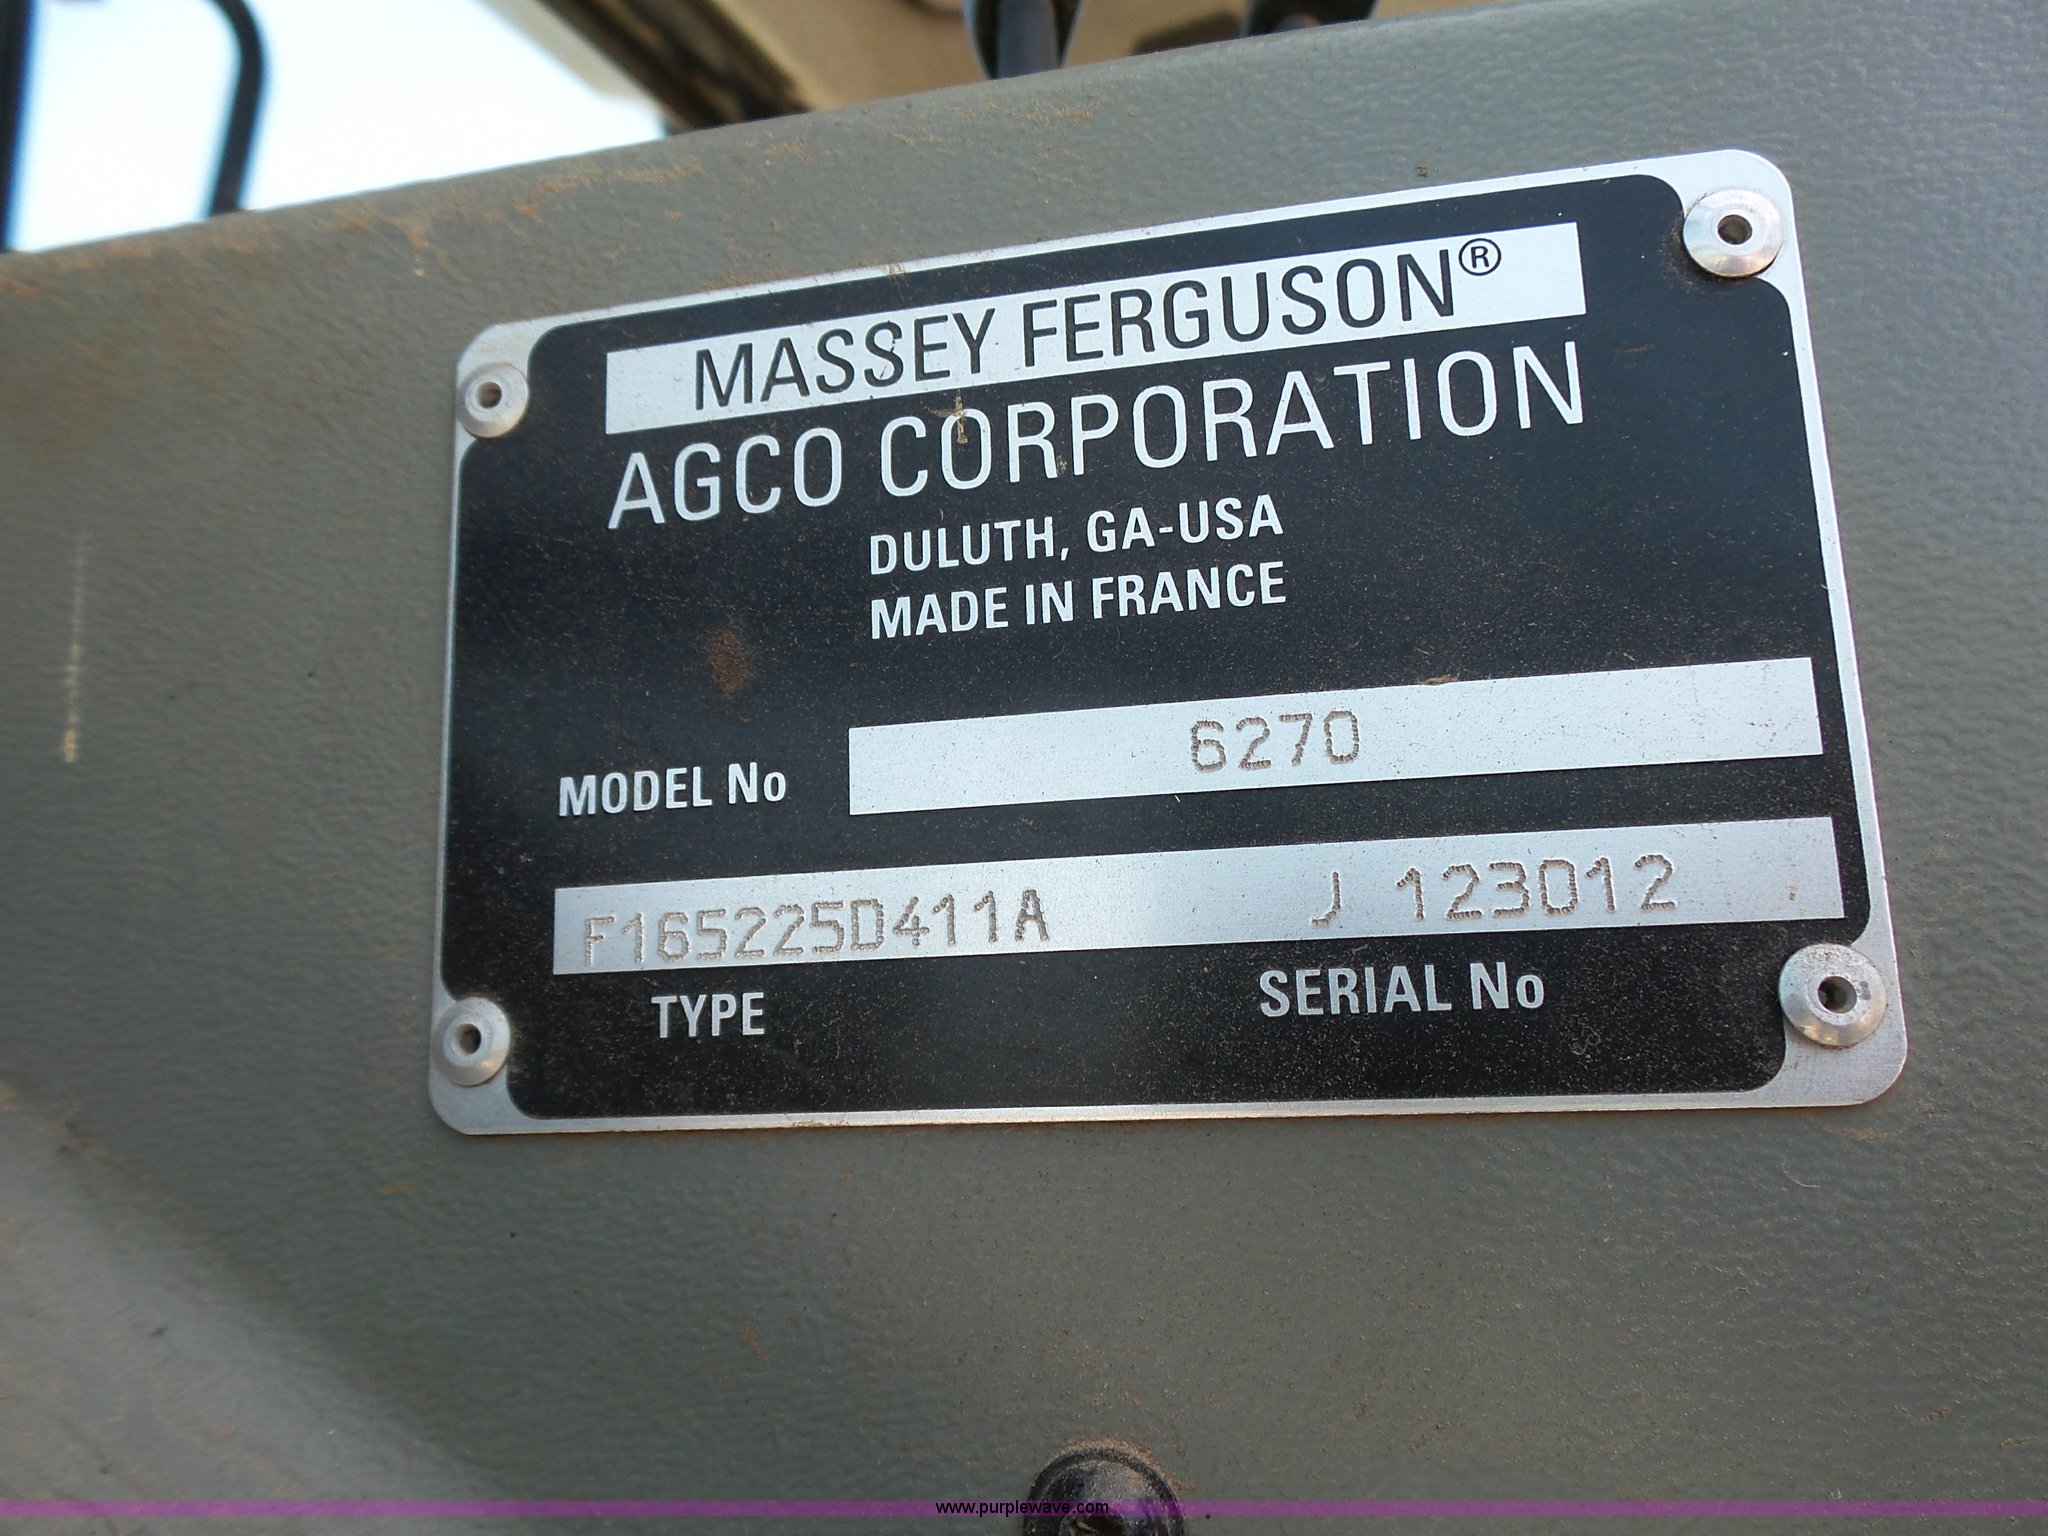 MASSEY FERGUSON®
AGCO CORPORATION
DULUTH, GA-USA
MADE IN FRANCE
MODEL No 6270
F165225D411A J 123012
TYPE SERIAL No
www.purplewave.com